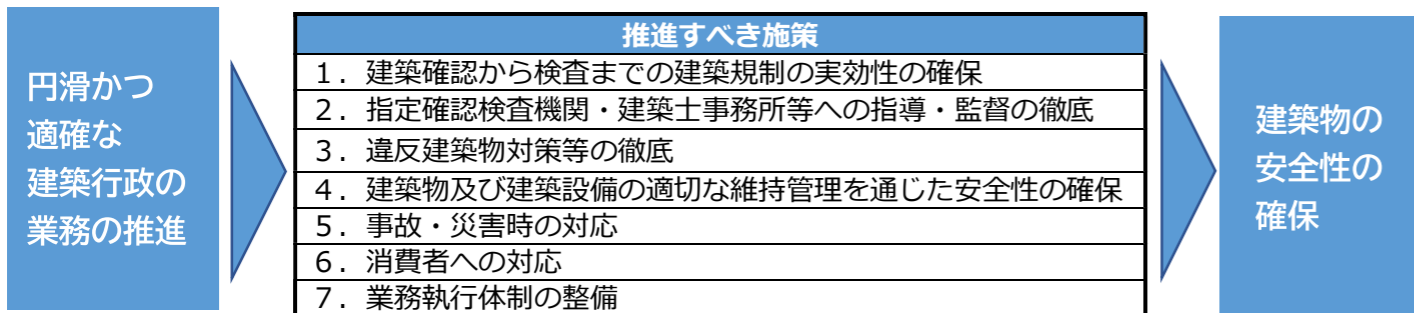 円滑かつ
適確な
建築行政の
業務の推進
推進すべき施策
１．建築確認から検査までの建築規制の実効性の確保
２．指定確認検査機関・建築士事務所等への指導・監督の徹底
３．違反建築物対策等の徹底
４．建築物及び建築設備の適切な維持管理を通じた安全性の確保
５．事故・災害時の対応
６．消費者への対応
７．業務執行体制の整備
建築物の
安全性の
確保